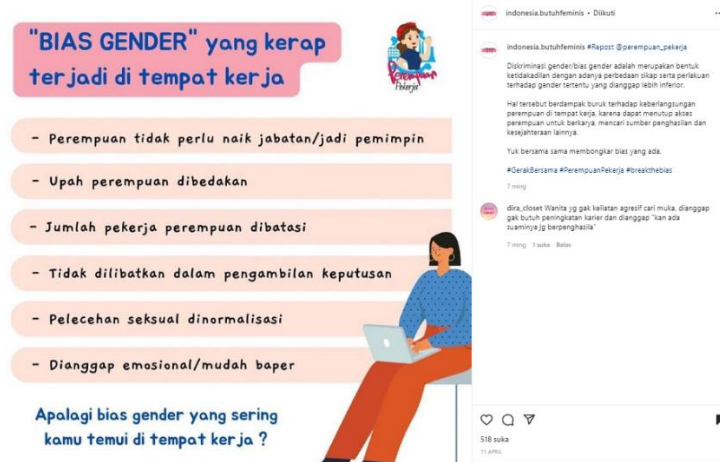 "BIAS GENDER" yang kerap
terjadi di tempat kerja
Perempuan
Pekerja
- Perempuan tidak perlu naik jabatan/jadi pemimpin
- Upah perempuan dibedakan
- Jumlah pekerja perempuan dibatasi
- Tidak dilibatkan dalam pengambilan keputusan
- Pelecehan seksual dinormalisasi
- Dianggap emosional/mudah baper
Apalagi bias gender yang sering
kamu temui di tempat kerja ?
indonesia.butuhfeminis • Diikuti
indonesia.butuhfeminis #Rapost @perempuan_pekerja
Diskriminasi gender/bias gender adalah merupakan bentuk
ketidakadilan dengan adanya perbedaan sikap serta perlakuan
terhadap gender tertentu yang dianggap lebih inferior.
Hal tersebut berdampak buruk terhadap keberlangsungan
perempuan di tempat kerja, karena dapat menutup akses
perempuan untuk berkarya, mencari sumber penghasilan dan
kesejahteraan lainnya.
Yuk bersama sama membongkar bias yang ada.
#GerakBersama #PerempuanPekerja #breakthebias
7 mng
dira_closet Wanita yg gak keliatan agresif cari muka, dianggap
gak butuh peningkatan karier dan dianggap "kan ada
suaminya jg berpenghasila"
7 mng 1 suka Balas
518 suka
11 APRIL